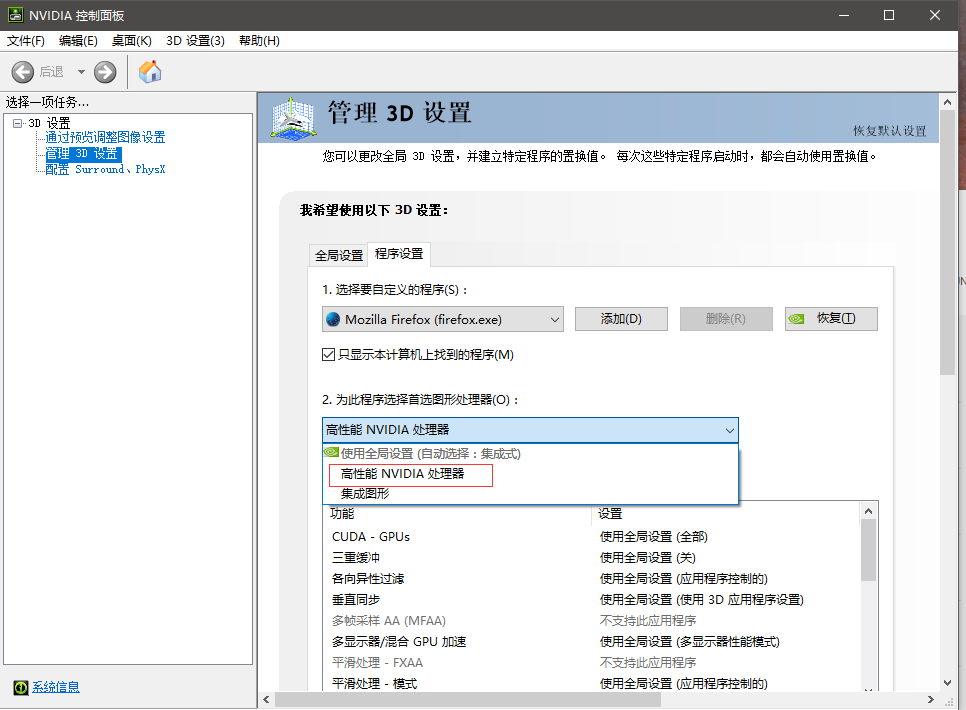 NVIDIA 控制面板
文件(F) 编辑(E) 桌面(K) 3D 设置(3) 帮助(H)
后退
选择一项任务...
3D 设置
通过预览调整图像设置
管理 3D 设置
配置 Surround、PhysX
系统信息
管理 3D 设置
恢复默认设置
您可以更改全局 3D 设置，并建立特定程序的置换值。 每次这些特定程序启动时，都会自动使用置换值。
我希望使用以下 3D 设置:
全局设置 程序设置
1. 选择要自定义的程序(S)：
Mozilla Firefox (firefox.exe) 添加(D) 删除(R) 恢复(T)
只显示本计算机上找到的程序(M)
2. 为此程序选择首选图形处理器(O)：
高性能 NVIDIA 处理器
使用全局设置 (自动选择：集成式)
高性能 NVIDIA 处理器
集成图形
功能 设置
CUDA - GPUs 使用全局设置 (全部)
三重缓冲 使用全局设置 (关)
各向异性过滤 使用全局设置 (应用程序控制的)
垂直同步 使用全局设置 (使用 3D 应用程序设置)
多帧采样 AA (MFAA) 不支持此应用程序
多显示器/混合 GPU 加速 使用全局设置 (多显示器性能模式)
平滑处理 - FXAA 不支持此应用程序
平滑处理 - 模式 使用全局设置 (应用程序控制的)